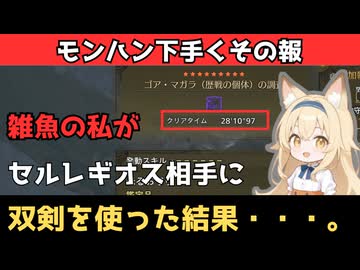 モンハン下手くその報
★★★★★★★★★
ゴア・マガラ（歴戦の個体）の調
クリアタイム 28'10"97
発動スキル
雑魚の私が
セルレギオス相手に
双剣を使った結果・・・。